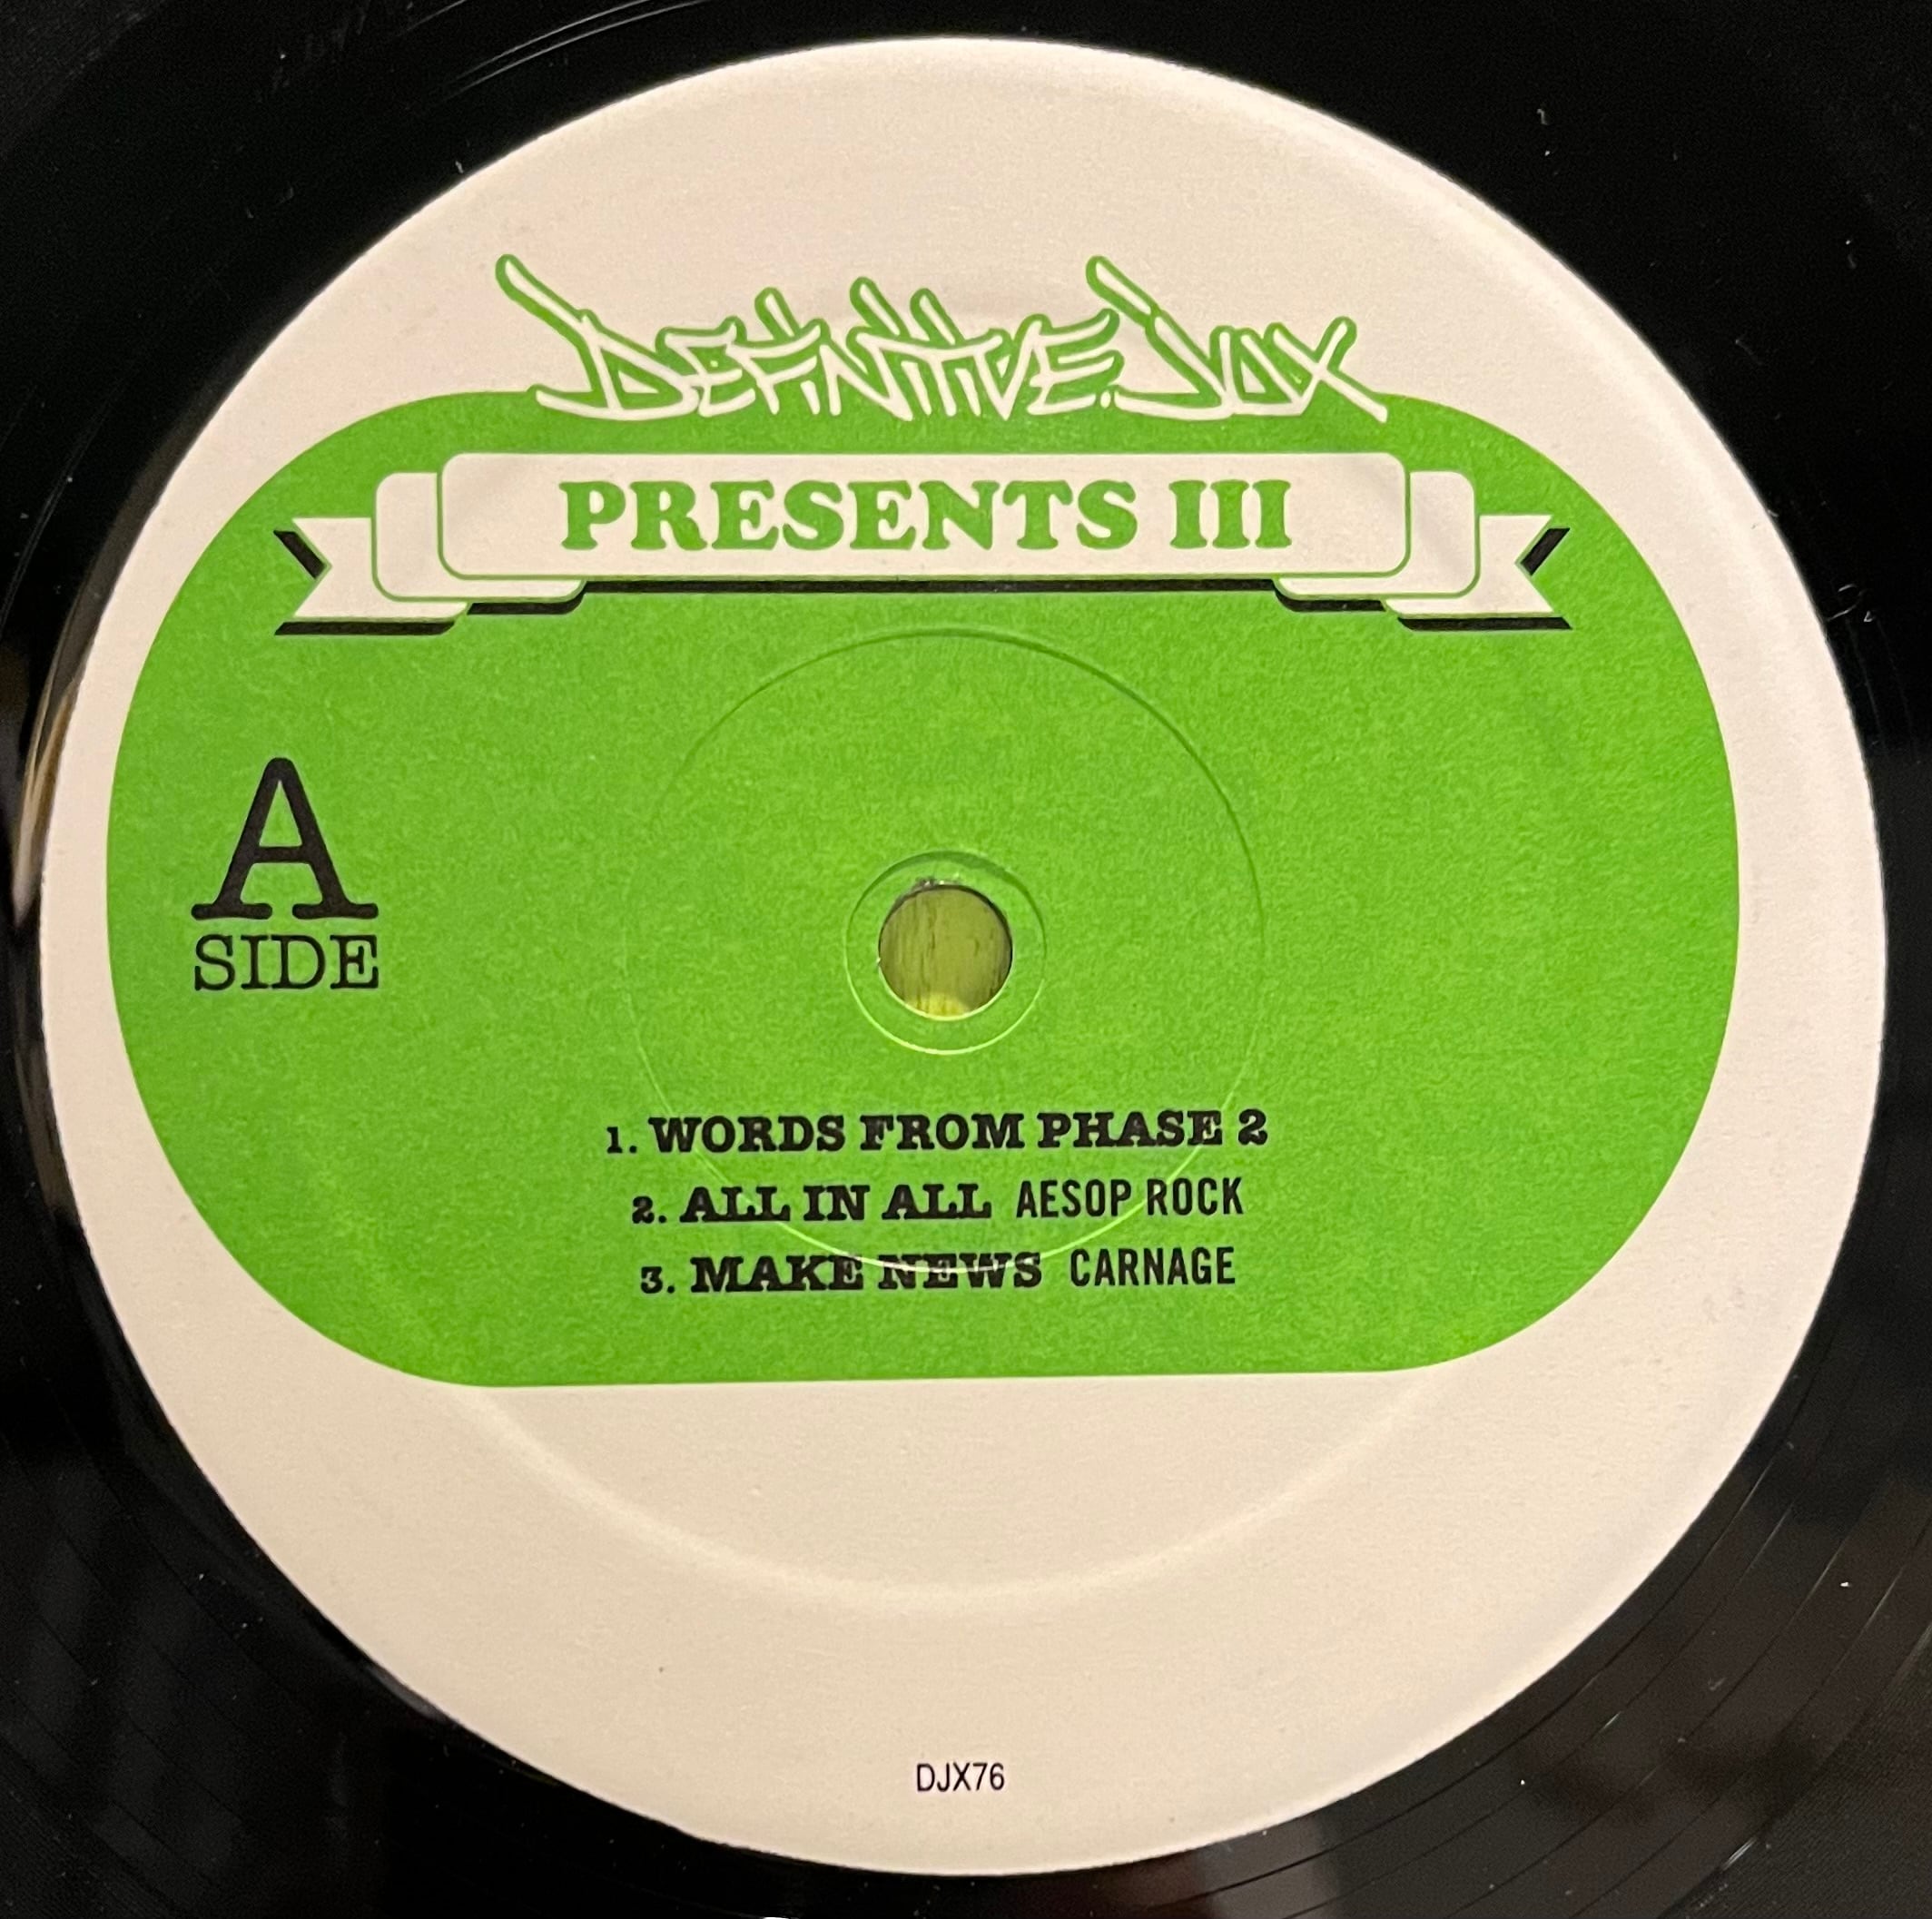 DEFINITIVE JUX
PRESENTS III
A
SIDE
1. WORDS FROM PHASE 2
2. ALL IN ALL AESOP ROCK
3. MAKE NEWS CARNAGE
DJX76